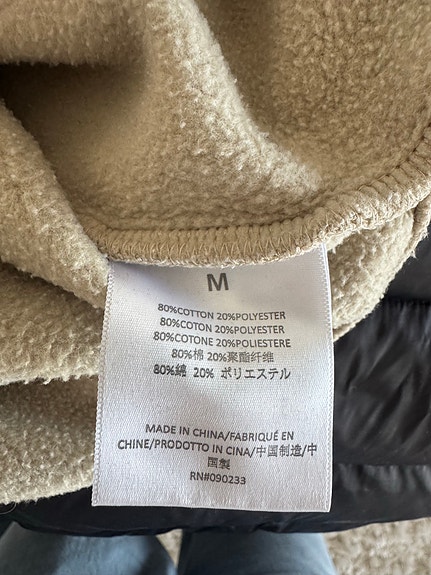 M
80%COTTON 20%POLYESTER
80%COTON 20%POLYESTER
80%COTONE 20%POLIESTERE
80%棉 20%聚酯纤维
80%綿 20% ポリエステル
MADE IN CHINA/FABRIQUÉ EN
CHINE/PRODOTTO IN CINA/中国制造/中
国製
RN#090233